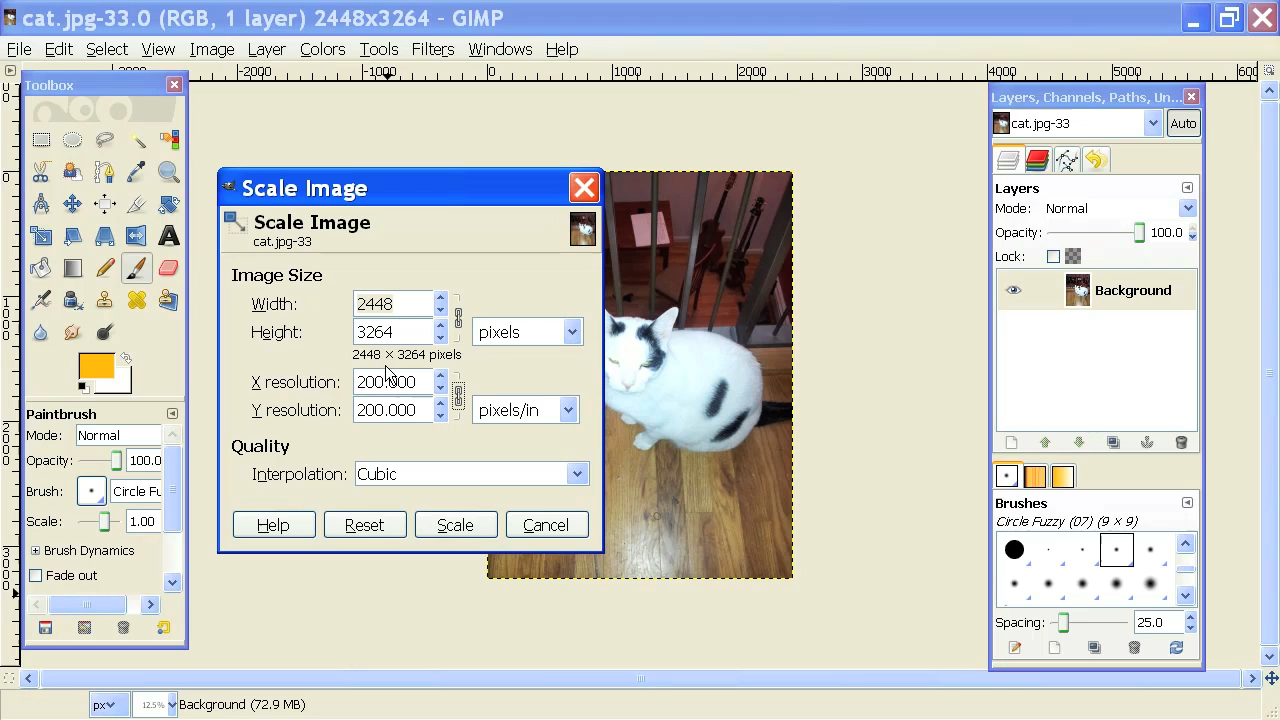 cat.jpg-33.0 (RGB, 1 layer) 2448x3264 - GIMP
File Edit Select View Image Layer Colors Tools Filters Windows Help
-2000 -1000 0 1000 2000 3000 4000 5000
Toolbox
Paintbrush
Mode: Normal
Opacity: 100.0
Brush: Circle Fu
Scale: 1.00
Brush Dynamics
Fade out
Scale Image
Scale Image
cat.jpg-33
Image Size
Width: 2448
Height: 3264 pixels
2448 × 3264 pixels
X resolution: 200.000
Y resolution: 200.000 pixels/in
Quality
Interpolation: Cubic
Help Reset Scale Cancel
Layers, Channels, Paths, Un...
cat.jpg-33 Auto
Layers
Mode: Normal
Opacity: 100.0
Lock:
Background
Brushes
Circle Fuzzy (07) (9 × 9)
Spacing: 25.0
px 12.5% Background (72.9 MB)